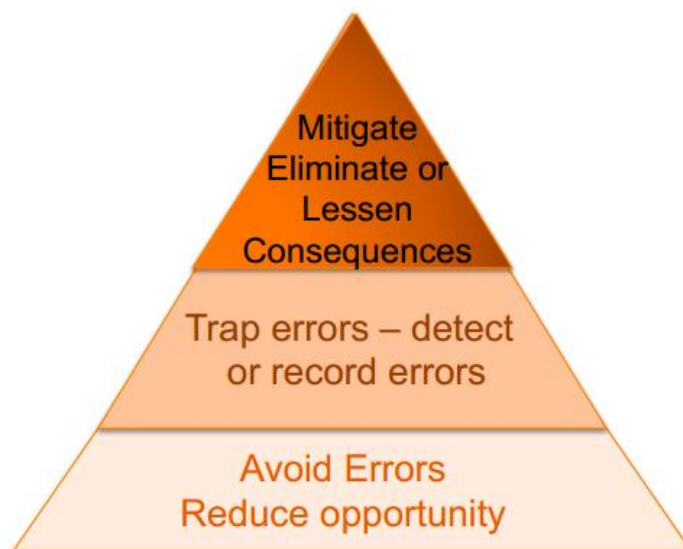 Mitigate
Eliminate or
Lessen
Consequences
Trap errors – detect
or record errors
Avoid Errors
Reduce opportunity